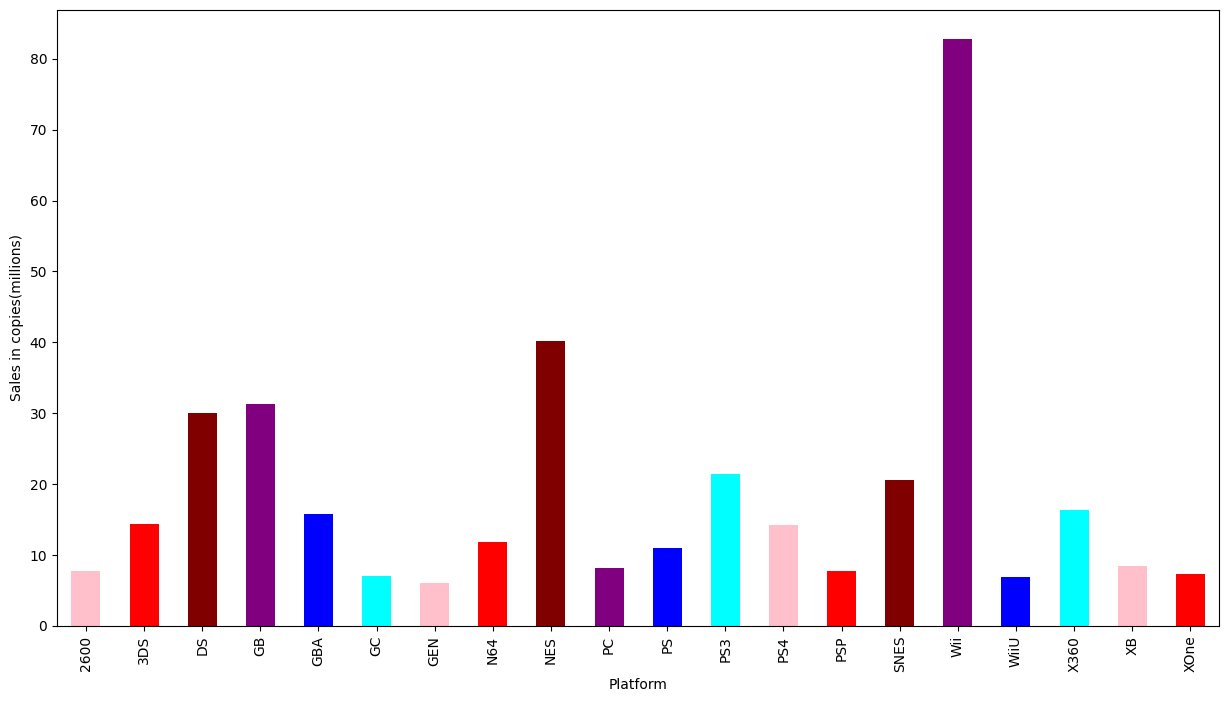 Sales in copies(millions)
80
70
60
50
40
30
20
10
0
2600
3DS
DS
GB
GBA
GC
GEN
N64
NES
PC
PS
PS3
PS4
PSP
SNES
Wii
WiiU
X360
XB
XOne
Platform